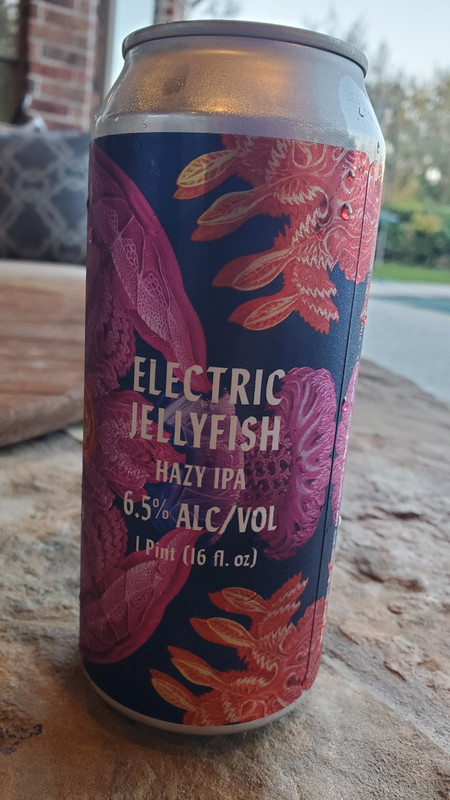 ELECTRIC
JELLYFISH
HAZY IPA
6.5% ALC/VOL
1 Pint (16 fl. oz)